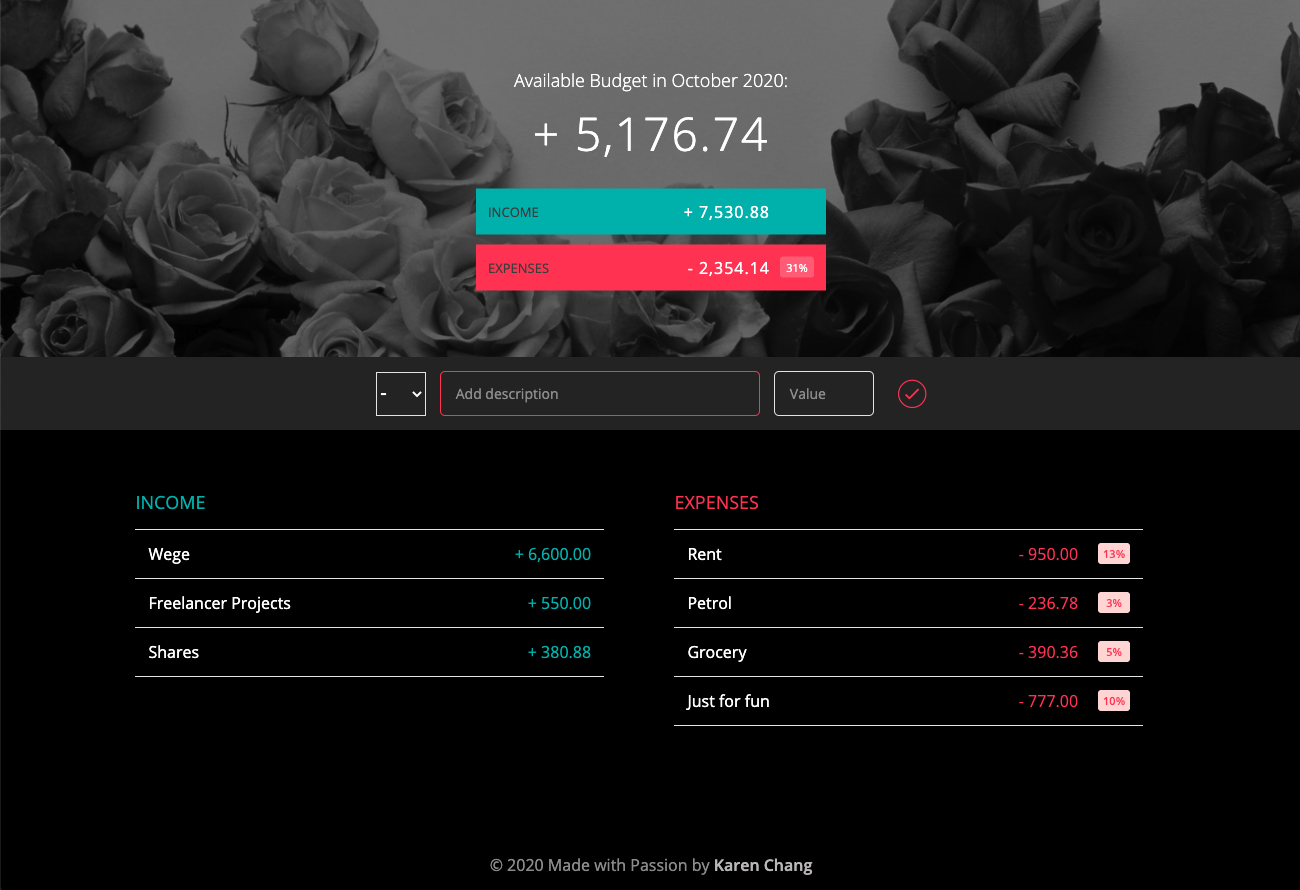 Available Budget in October 2020:
+ 5,176.74
INCOME + 7,530.88
EXPENSES - 2,354.14 31%
- Add description Value
INCOME
Wege + 6,600.00
Freelancer Projects + 550.00
Shares + 380.88
EXPENSES
Rent - 950.00 13%
Petrol - 236.78 3%
Grocery - 390.36 5%
Just for fun - 777.00 10%
© 2020 Made with Passion by Karen Chang